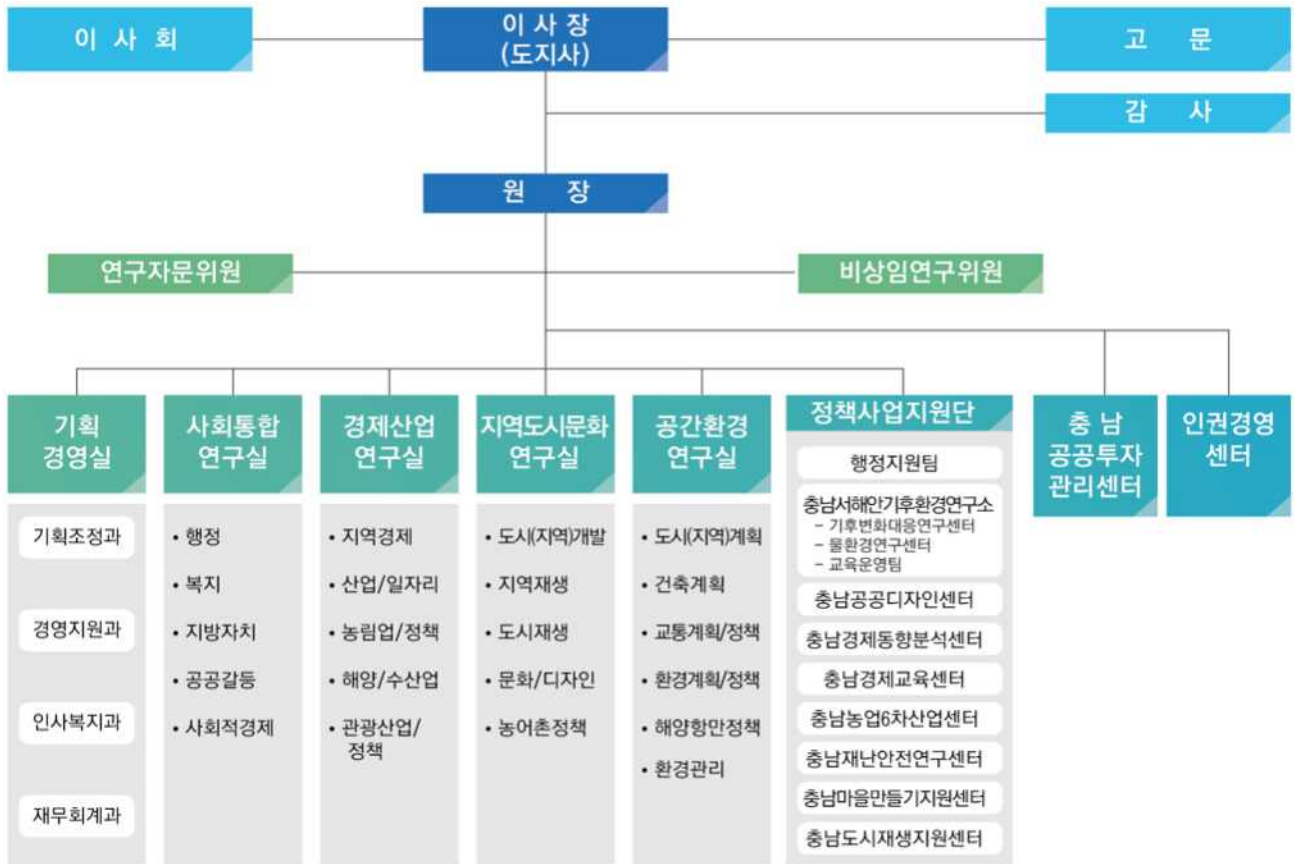 이 사 회
이 사 장
(도지사)
고 문
감 사
원 장
연구자문위원
비상임연구위원
기획
경영실
기획조정과
경영지원과
인사복지과
재무회계과
사회통합
연구실
• 행정
• 복지
• 지방자치
• 공공갈등
• 사회적경제
경제산업
연구실
• 지역경제
• 산업/일자리
• 농림업/정책
• 해양/수산업
• 관광산업/
정책
지역도시문화
연구실
• 도시(지역)개발
• 지역재생
• 도시재생
• 문화/디자인
• 농어촌정책
공간환경
연구실
• 도시(지역)계획
• 건축계획
• 교통계획/정책
• 환경계획/정책
• 해양항만정책
• 환경관리
정책사업지원단
행정지원팀
충남서해안기후환경연구소
– 기후변화대응연구센터
– 물환경연구센터
– 교육운영팀
충남공공디자인센터
충남경제동향분석센터
충남경제교육센터
충남농업6차산업센터
충남재난안전연구센터
충남마을만들기지원센터
충남도시재생지원센터
충 남
공공투자
관리센터
인권경영
센터